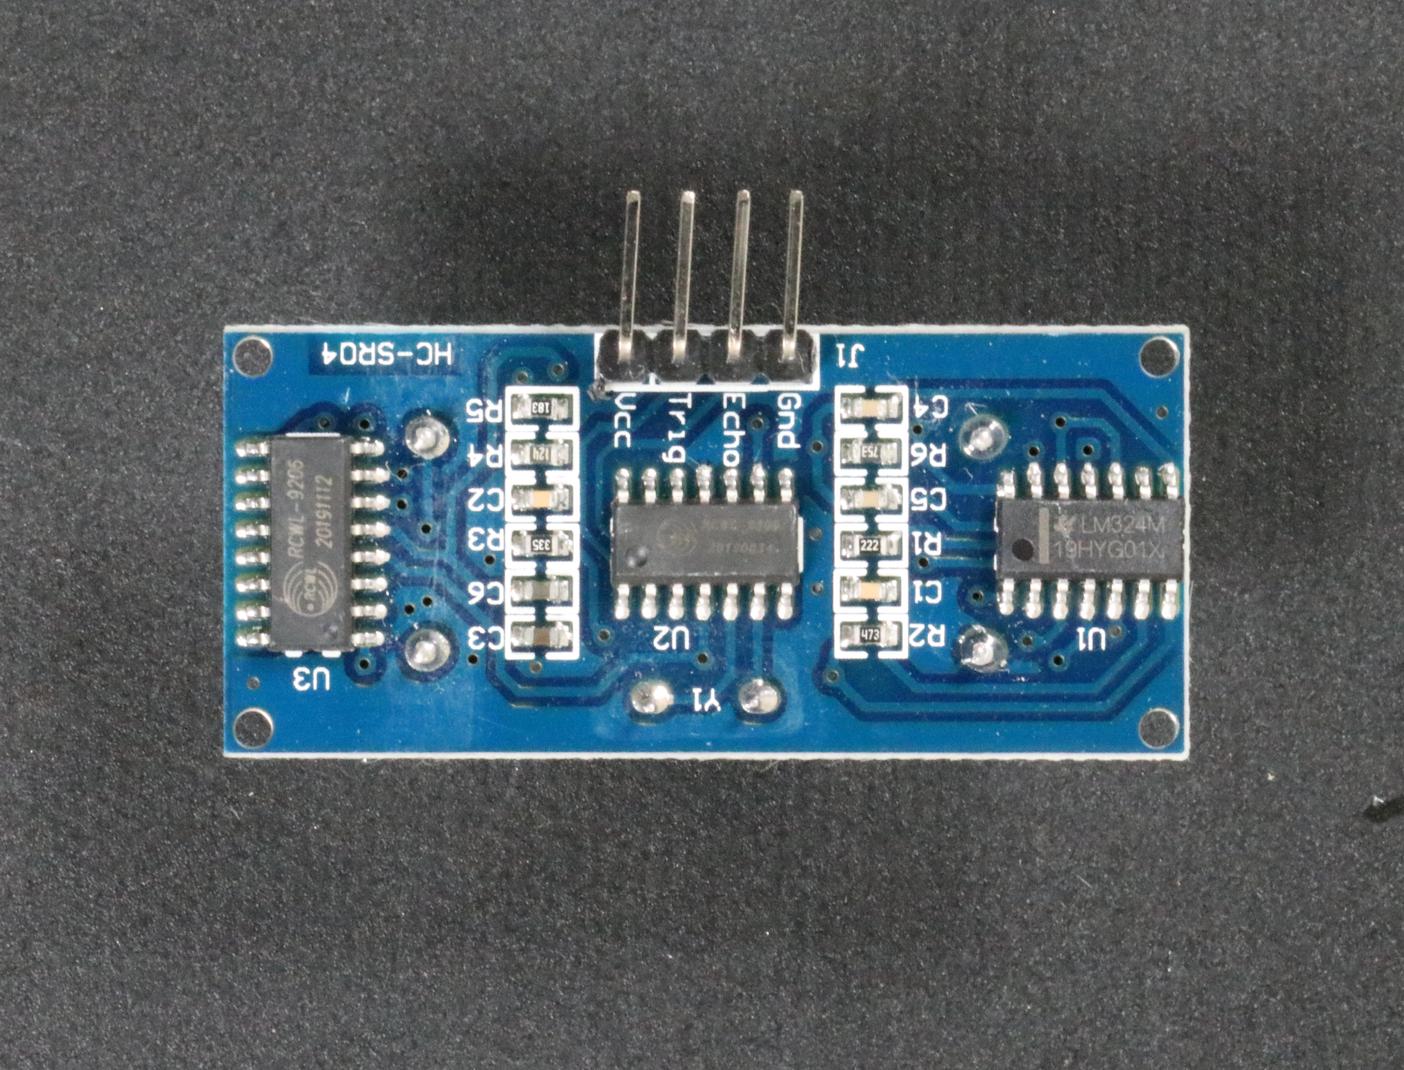 HC-SR04
J1
Vcc
Trig
Echo
Gnd
R5
183
R4
124
C2
R3
335
C6
C3
C4
R6
753
C5
R1
222
C1
R2
473
RCWL-9206
20191112
RCWL
U3
U2
LM324M
19HYG01X
U1
Y1